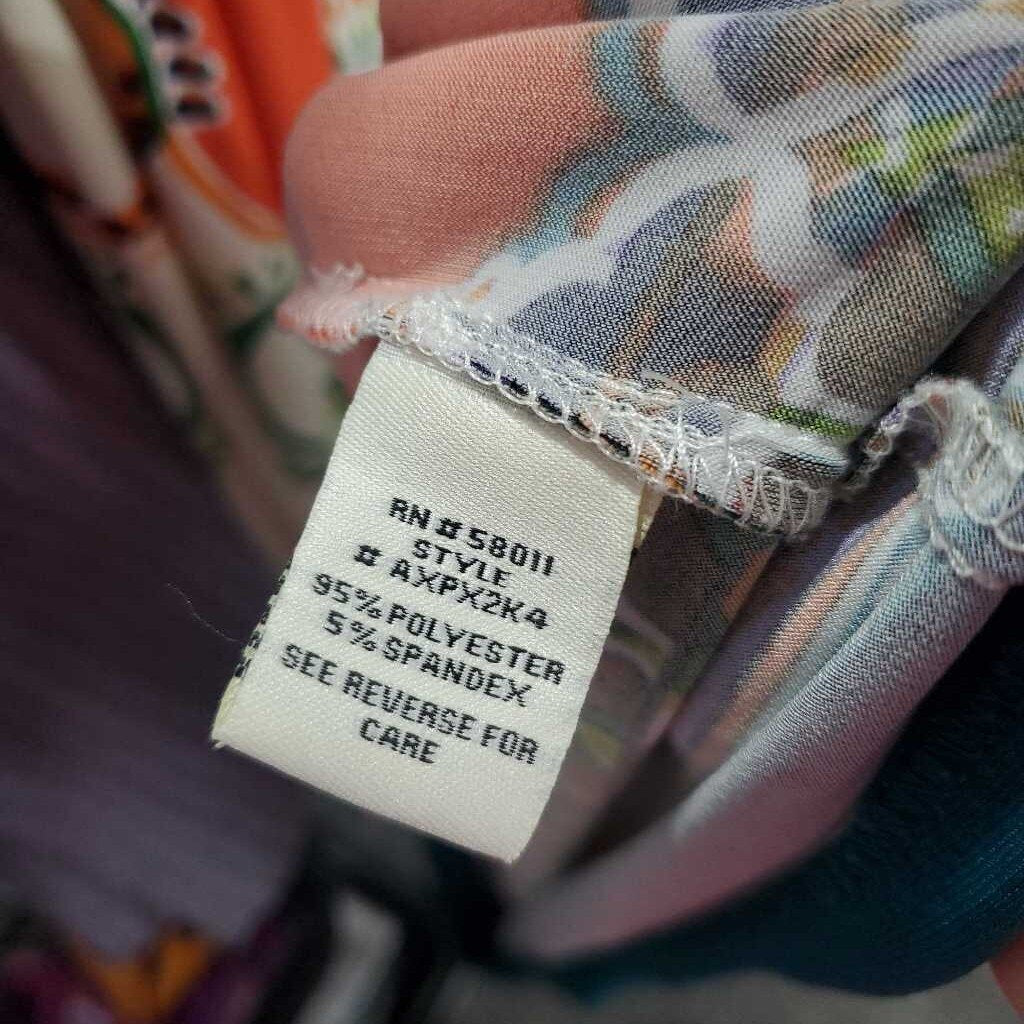 RN # 58011
STYLE
# AXPX2K4
95% POLYESTER
5% SPANDEX
SEE REVERSE FOR
CARE